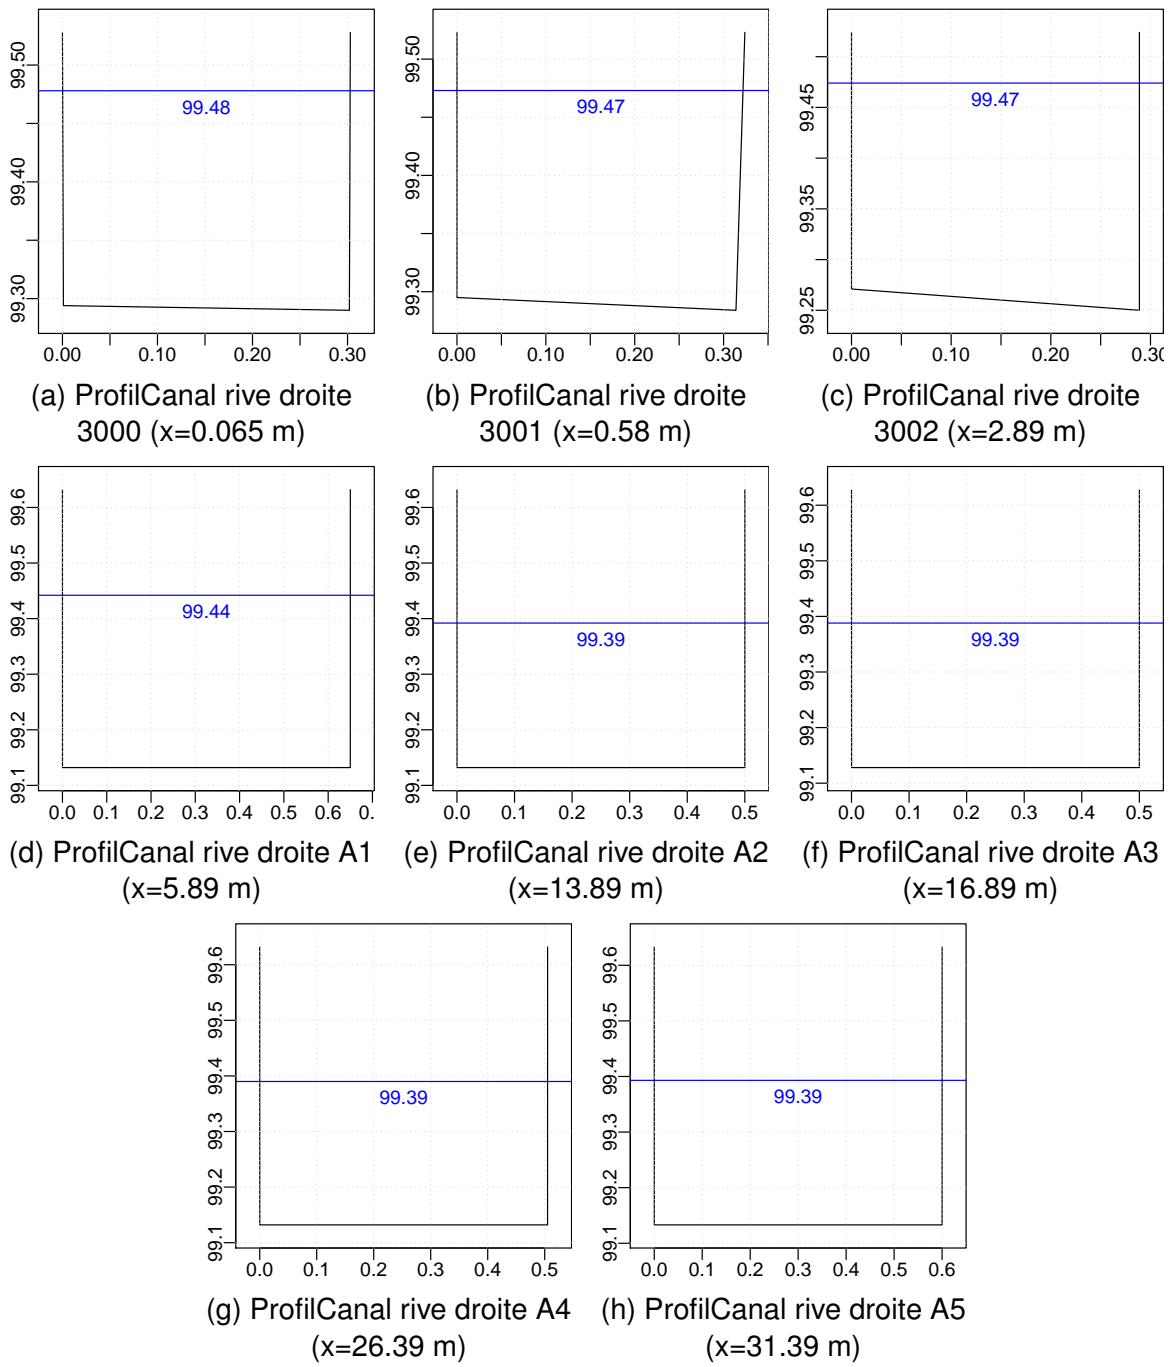 99.30 99.40 99.50
99.48
0.00 0.10 0.20 0.30
(a) ProfilCanal rive droite
3000 (x=0.065 m)
99.30 99.40 99.50
99.47
0.00 0.10 0.20 0.30
(b) ProfilCanal rive droite
3001 (x=0.58 m)
99.25 99.35 99.45
99.47
0.00 0.10 0.20 0.30
(c) ProfilCanal rive droite
3002 (x=2.89 m)
99.1 99.2 99.3 99.4 99.5 99.6
99.44
0.0 0.1 0.2 0.3 0.4 0.5 0.6 0.
(d) ProfilCanal rive droite A1
(x=5.89 m)
99.1 99.2 99.3 99.4 99.5 99.6
99.39
0.0 0.1 0.2 0.3 0.4 0.5
(e) ProfilCanal rive droite A2
(x=13.89 m)
99.1 99.2 99.3 99.4 99.5 99.6
99.39
0.0 0.1 0.2 0.3 0.4 0.5
(f) ProfilCanal rive droite A3
(x=16.89 m)
99.1 99.2 99.3 99.4 99.5 99.6
99.39
0.0 0.1 0.2 0.3 0.4 0.5
(g) ProfilCanal rive droite A4
(x=26.39 m)
99.1 99.2 99.3 99.4 99.5 99.6
99.39
0.0 0.1 0.2 0.3 0.4 0.5 0.6
(h) ProfilCanal rive droite A5
(x=31.39 m)